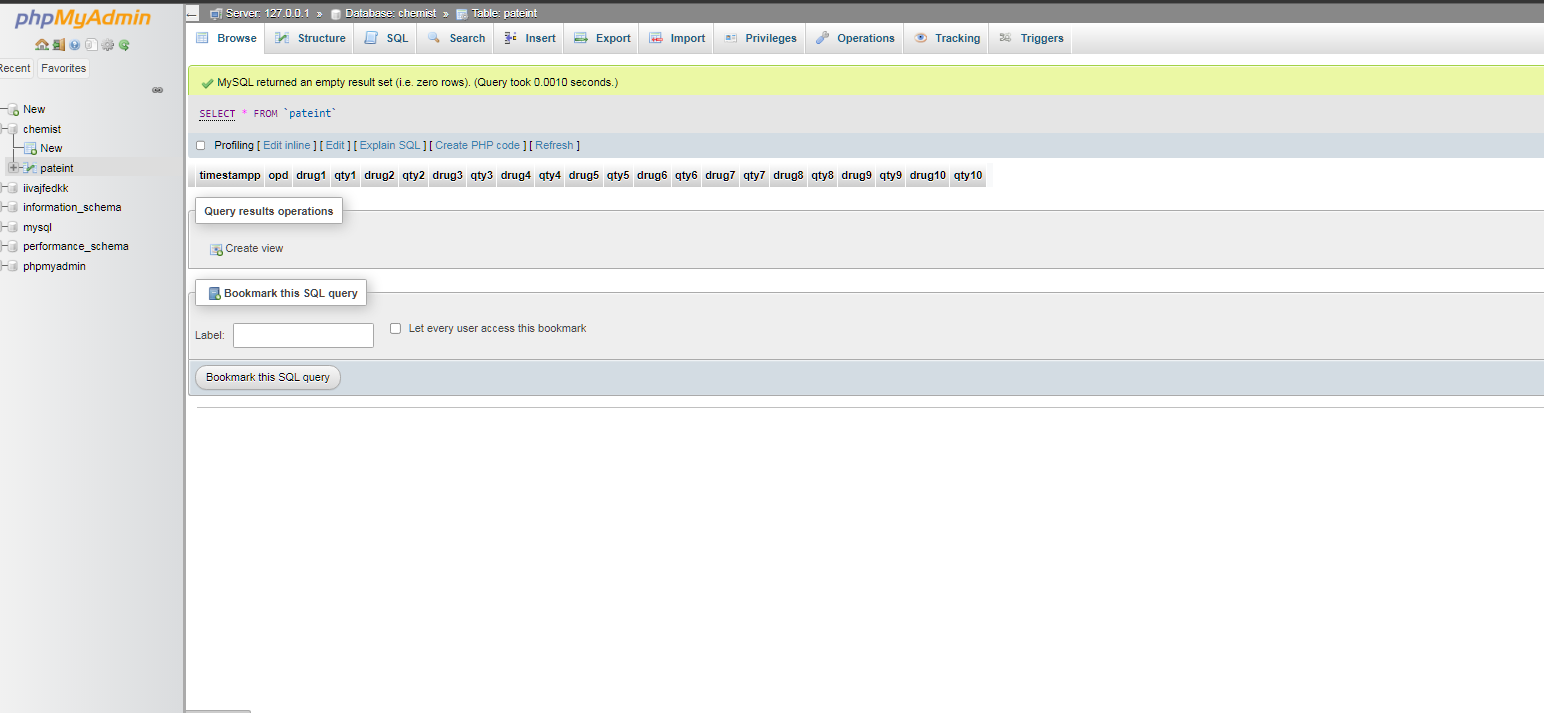 phpMyAdmin
Recent Favorites
New
chemist
New
pateint
iivajfedkk
information_schema
mysql
performance_schema
phpmyadmin
Server: 127.0.0.1 » Database: chemist » Table: pateint
Browse Structure SQL Search Insert Export Import Privileges Operations Tracking Triggers
MySQL returned an empty result set (i.e. zero rows). (Query took 0.0010 seconds.)
SELECT * FROM `pateint`
Profiling [ Edit inline ] [ Edit ] [ Explain SQL ] [ Create PHP code ] [ Refresh ]
timestampp opd drug1 qty1 drug2 qty2 drug3 qty3 drug4 qty4 drug5 qty5 drug6 qty6 drug7 qty7 drug8 qty8 drug9 qty9 drug10 qty10
Query results operations
Create view
Bookmark this SQL query
Label: Let every user access this bookmark
Bookmark this SQL query